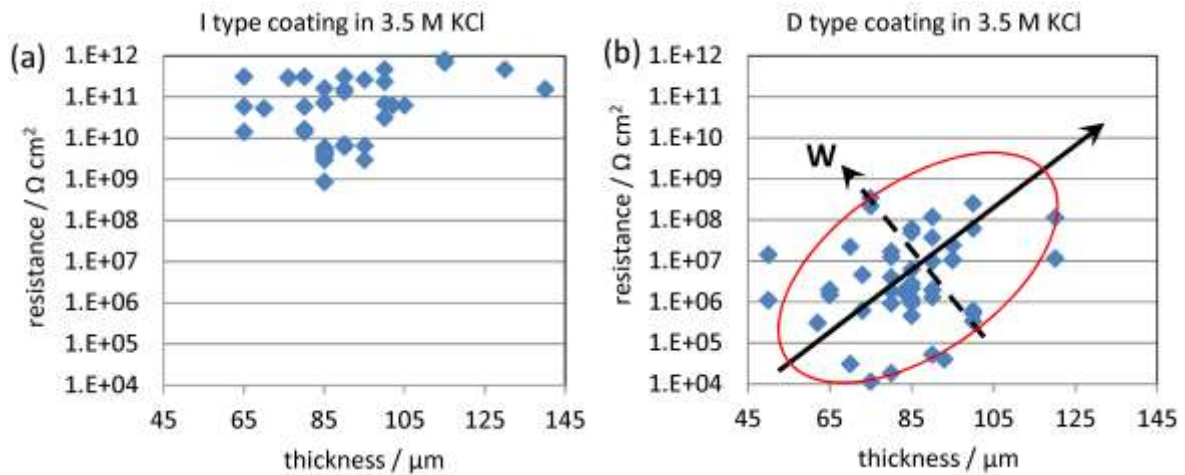 I type coating in 3.5 M KCl
(a)
1.E+12
1.E+11
1.E+10
1.E+09
1.E+08
1.E+07
1.E+06
1.E+05
1.E+04
resistance / Ω cm²
45 65 85 105 125 145
thickness / µm
D type coating in 3.5 M KCl
(b)
1.E+12
1.E+11
1.E+10
1.E+09
1.E+08
1.E+07
1.E+06
1.E+05
1.E+04
resistance / Ω cm²
W
45 65 85 105 125 145
thickness / µm